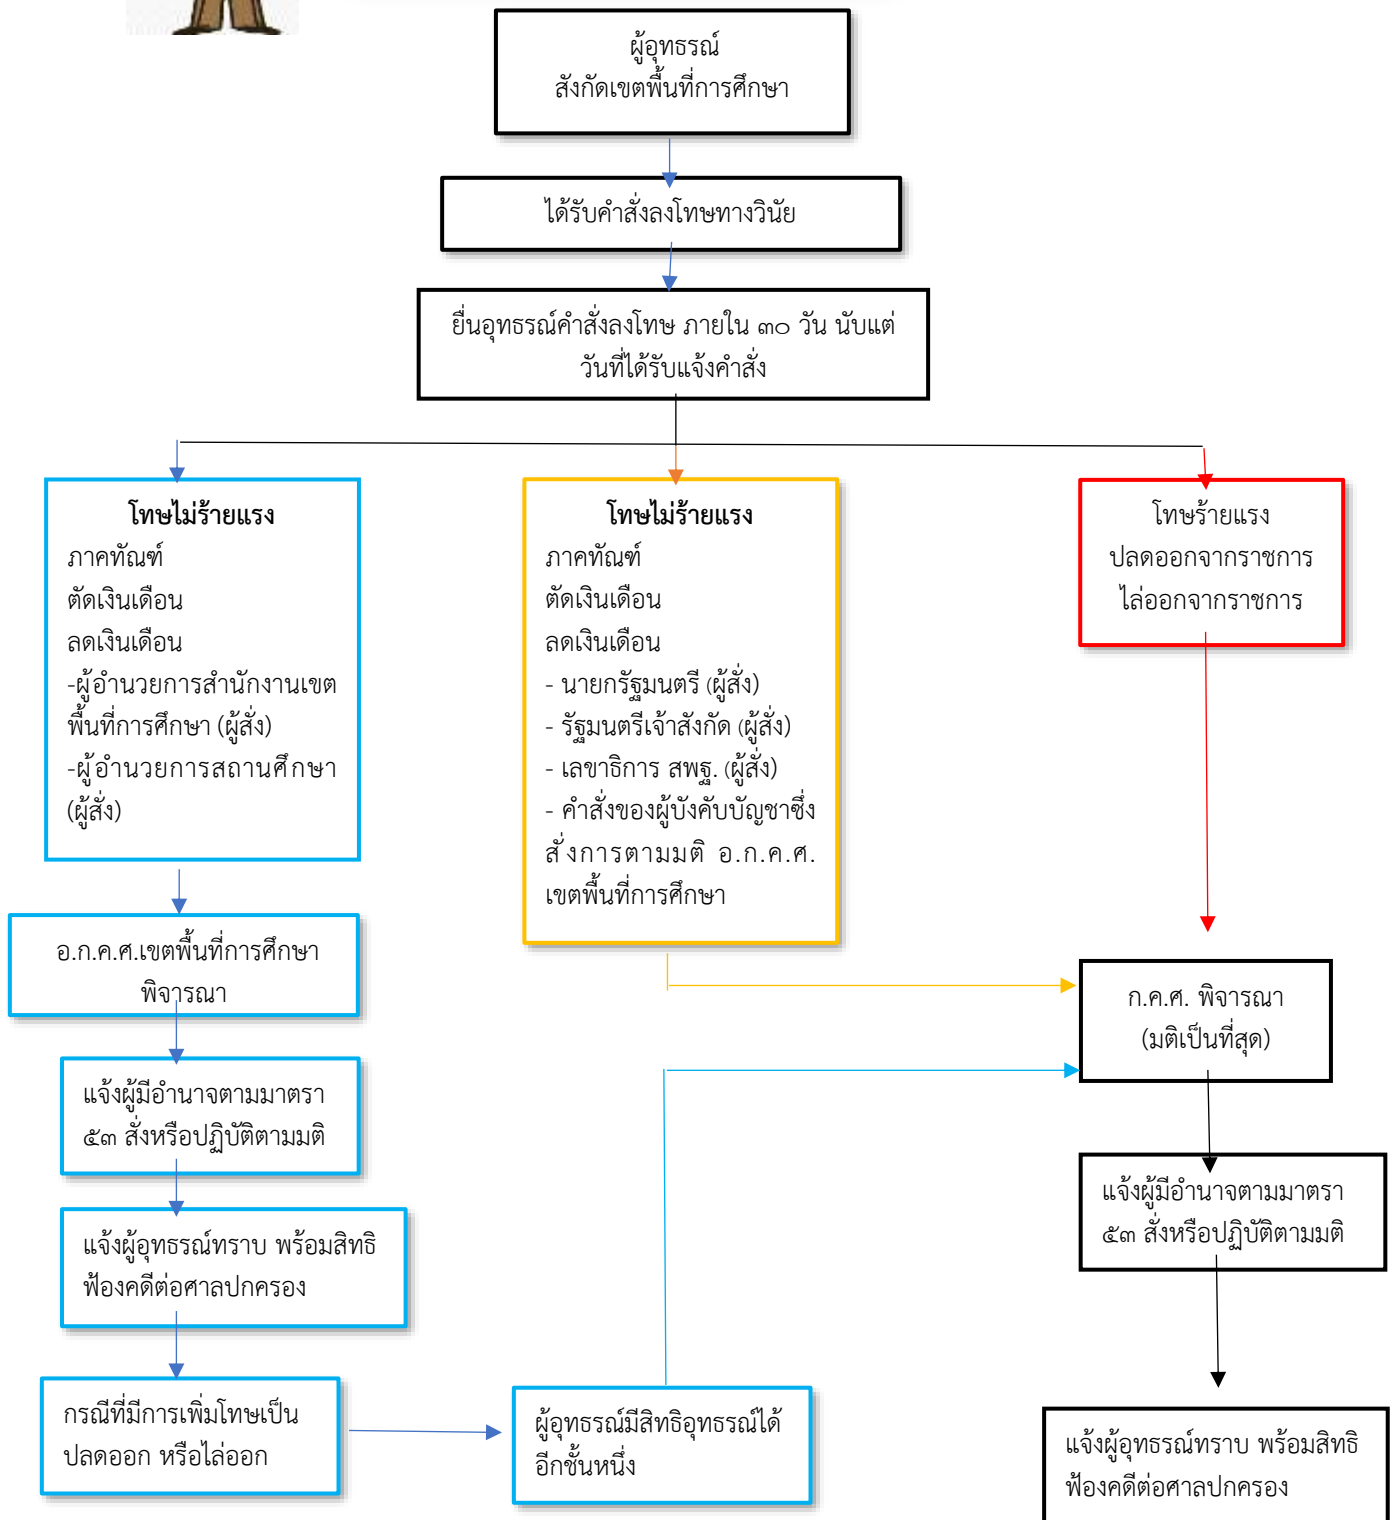 ผู้อุทธรณ์
สังกัดเขตพื้นที่การศึกษา
ได้รับคำสั่งลงโทษทางวินัย
ยื่นอุทธรณ์คำสั่งลงโทษ ภายใน ๓๐ วัน นับแต่
วันที่ได้รับแจ้งคำสั่ง
โทษไม่ร้ายแรง
ภาคทัณฑ์
ตัดเงินเดือน
ลดเงินเดือน
-ผู้อำนวยการสำนักงานเขต
พื้นที่การศึกษา (ผู้สั่ง)
-ผู้อำนวยการสถานศึกษา
(ผู้สั่ง)
โทษไม่ร้ายแรง
ภาคทัณฑ์
ตัดเงินเดือน
ลดเงินเดือน
- นายกรัฐมนตรี (ผู้สั่ง)
- รัฐมนตรีเจ้าสังกัด (ผู้สั่ง)
- เลขาธิการ สพฐ. (ผู้สั่ง)
- คำสั่งของผู้บังคับบัญชาซึ่ง
สั่งการตามมติ อ.ก.ค.ศ.
เขตพื้นที่การศึกษา
โทษร้ายแรง
ปลดออกจากราชการ
ไล่ออกจากราชการ
อ.ก.ค.ศ.เขตพื้นที่การศึกษา
พิจารณา
แจ้งผู้มีอำนาจตามมาตรา
๕๓ สั่งหรือปฏิบัติตามมติ
แจ้งผู้อุทธรณ์ทราบ พร้อมสิทธิ
ฟ้องคดีต่อศาลปกครอง
กรณีที่มีการเพิ่มโทษเป็น
ปลดออก หรือไล่ออก
ผู้อุทธรณ์มีสิทธิอุทธรณ์ได้
อีกชั้นหนึ่ง
ก.ค.ศ. พิจารณา
(มติเป็นที่สุด)
แจ้งผู้มีอำนาจตามมาตรา
๕๓ สั่งหรือปฏิบัติตามมติ
แจ้งผู้อุทธรณ์ทราบ พร้อมสิทธิ
ฟ้องคดีต่อศาลปกครอง